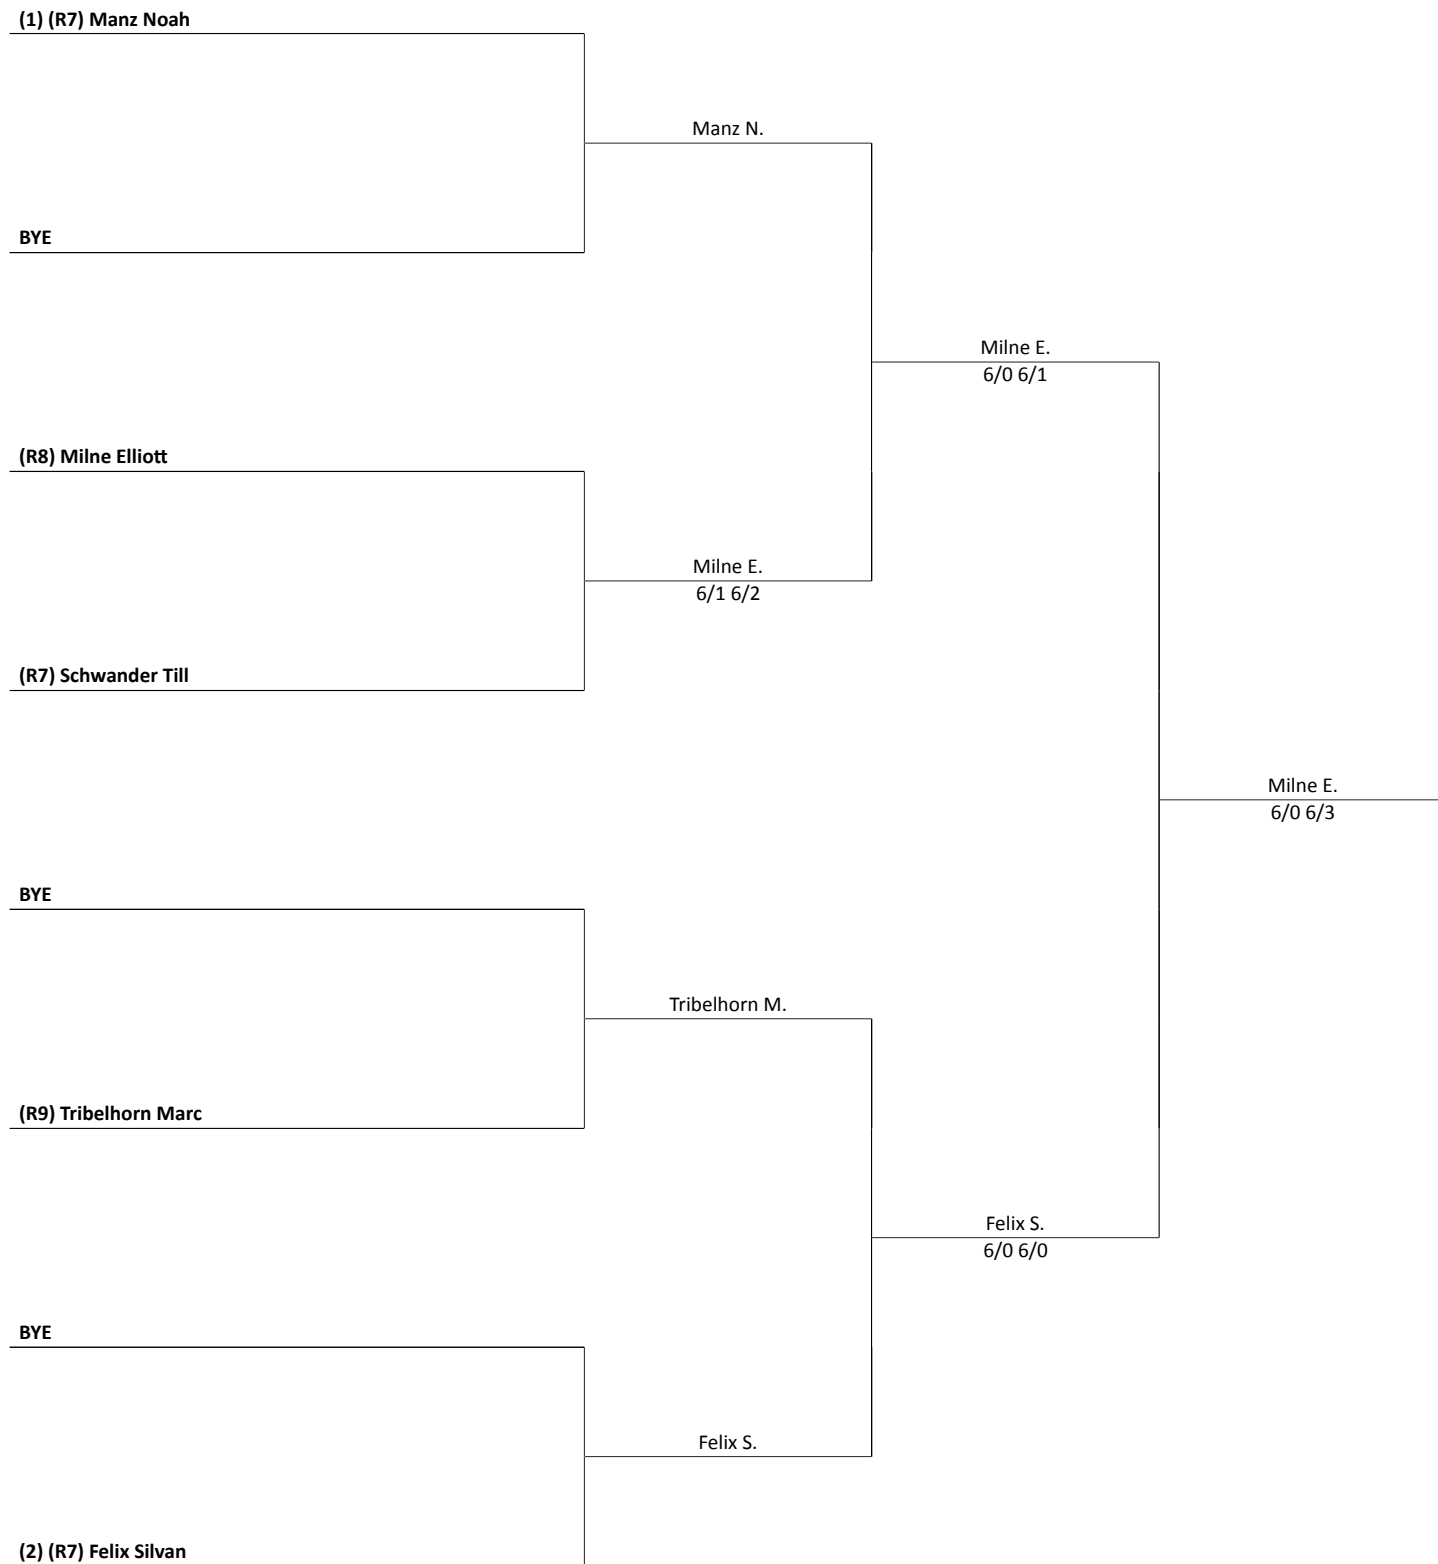 (1) (R7) Manz Noah
Manz N.
BYE
Milne E.
6/0 6/1
(R8) Milne Elliott
Milne E.
6/1 6/2
(R7) Schwander Till
Milne E.
6/0 6/3
BYE
Tribelhorn M.
(R9) Tribelhorn Marc
Felix S.
6/0 6/0
BYE
Felix S.
(2) (R7) Felix Silvan